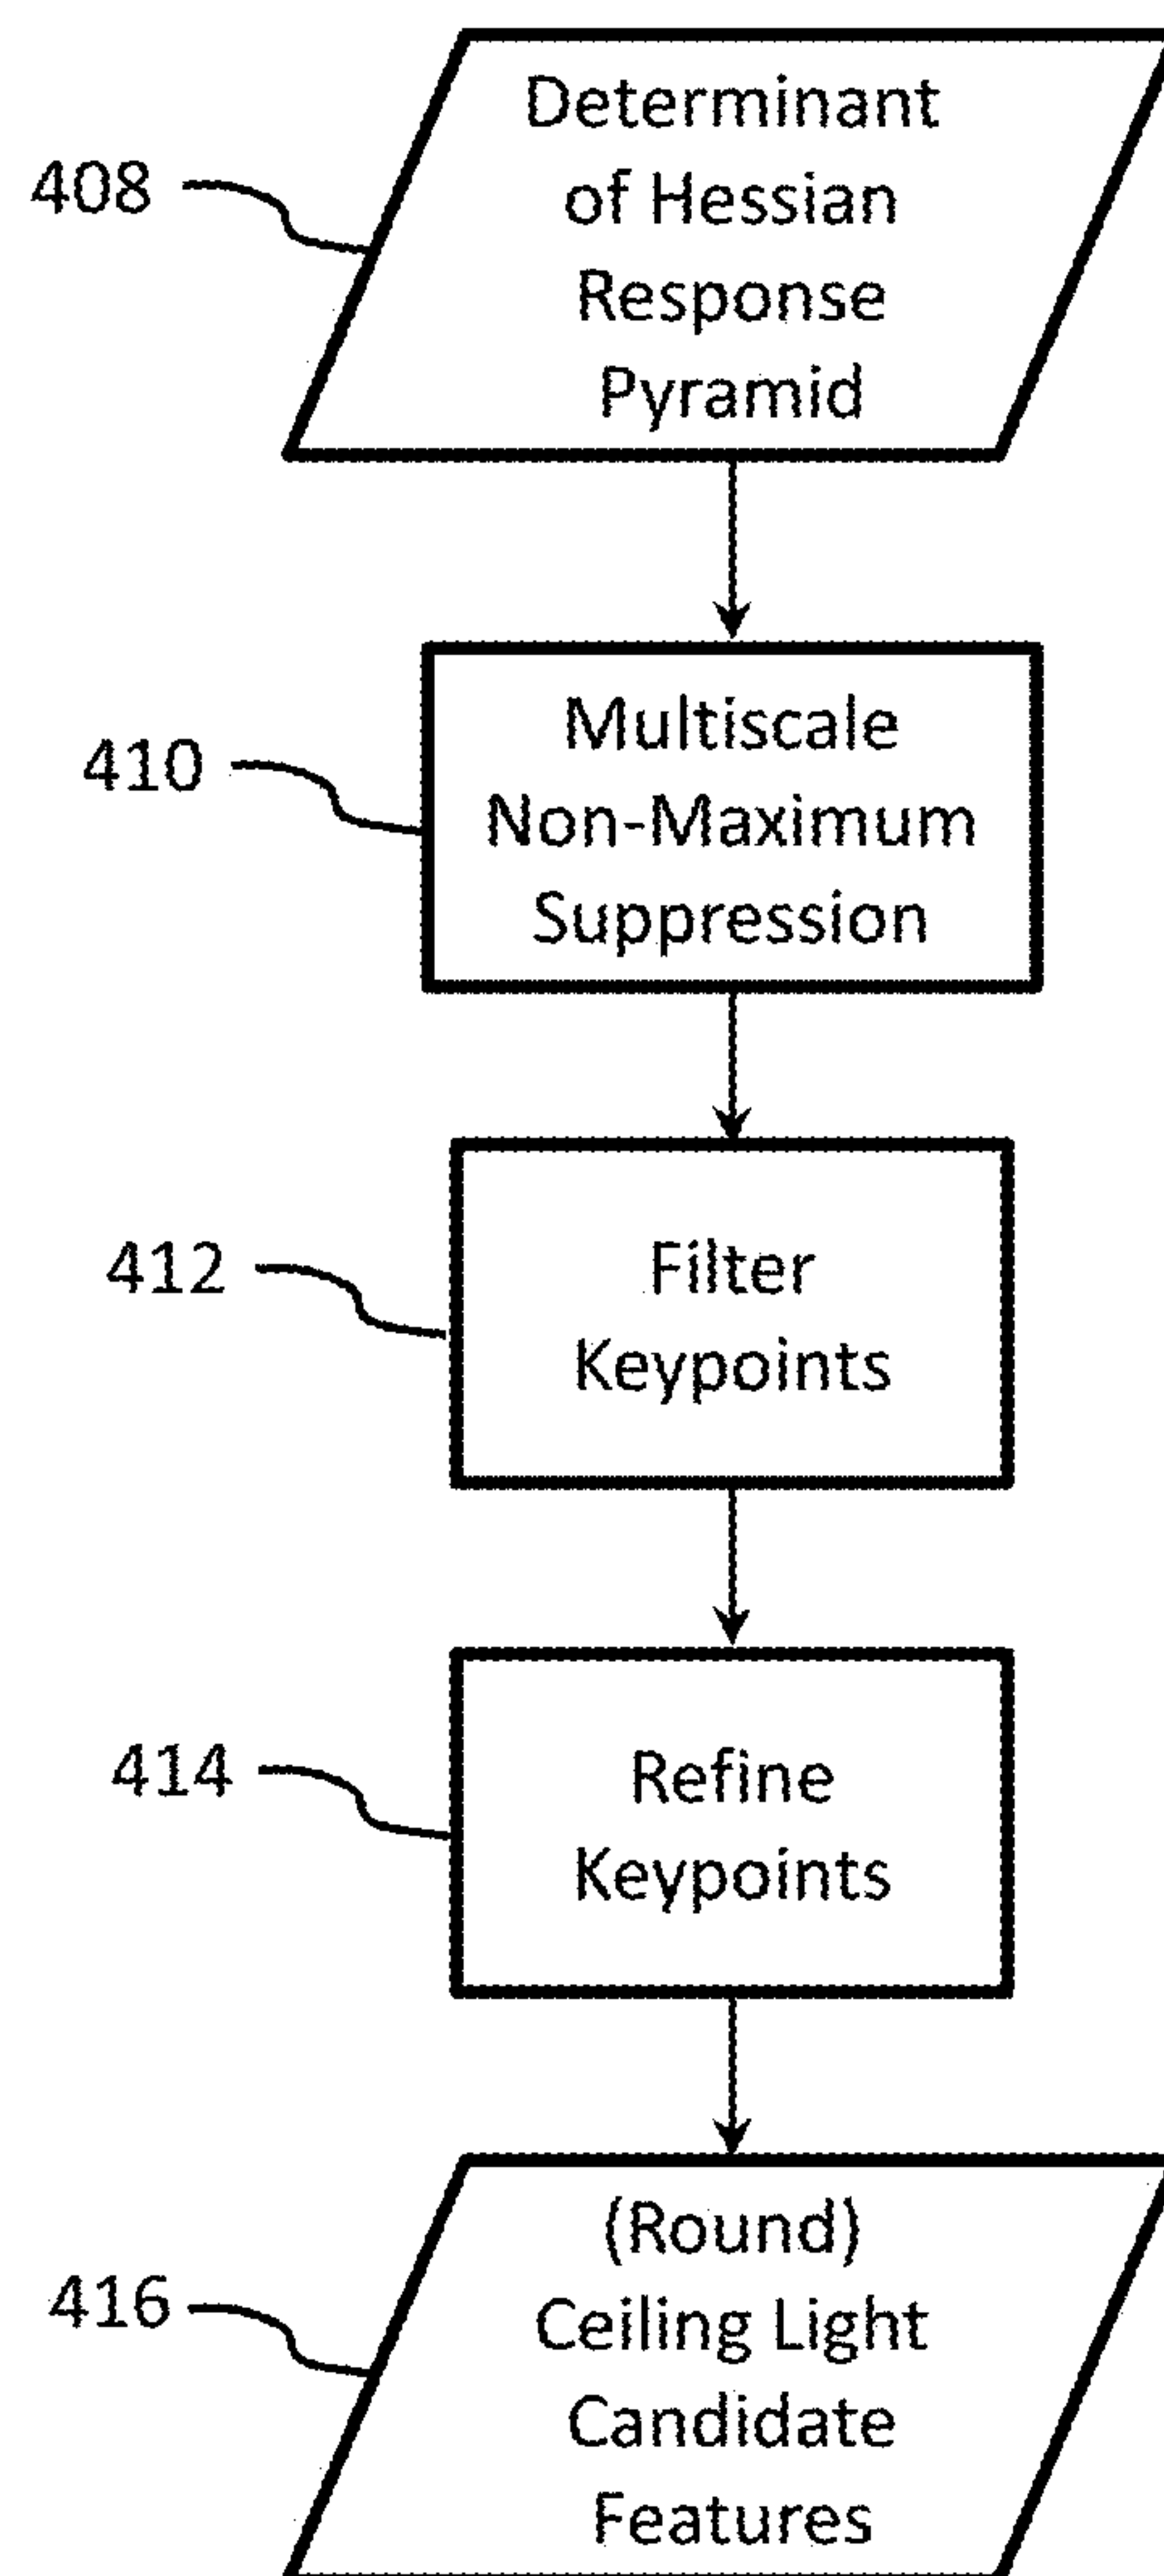 Determinant
of Hessian
Response
Pyramid
408
Multiscale
Non-Maximum
Suppression
410
Filter
Keypoints
412
Refine
Keypoints
414
(Round)
Ceiling Light
Candidate
Features
416